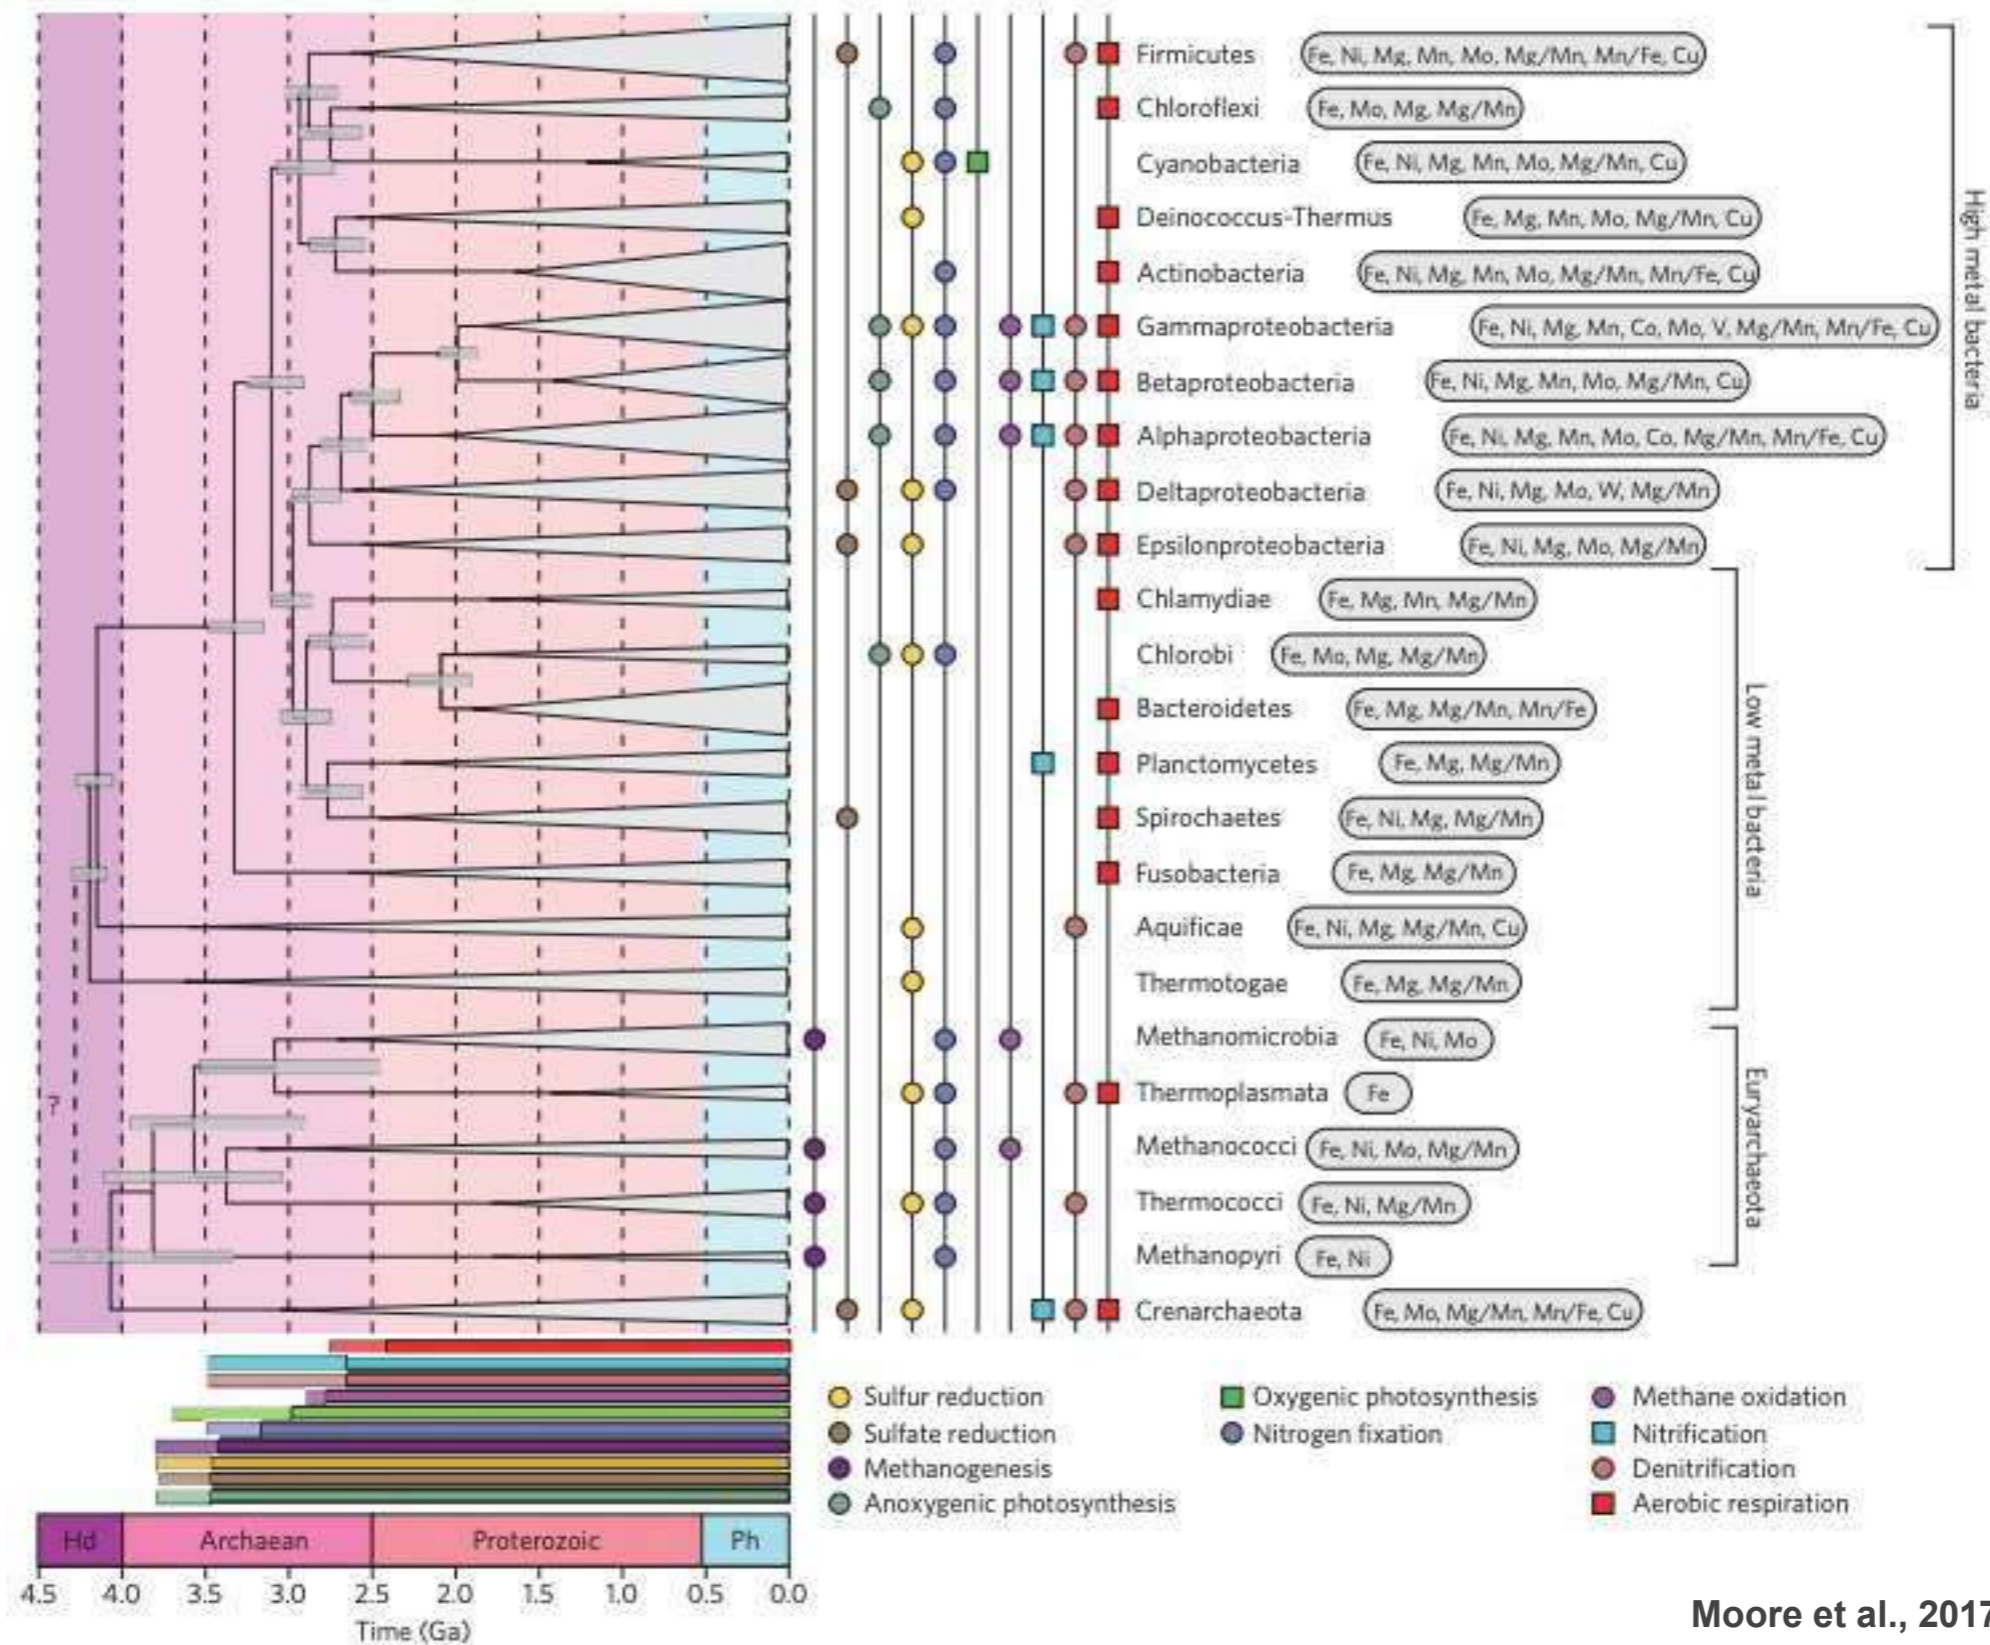 Firmicutes Fe, Ni, Mg, Mn, Mo, Mg/Mn, Mn/Fe, Cu
Chloroflexi Fe, Mo, Mg, Mg/Mn
Cyanobacteria Fe, Ni, Mg, Mn, Mo, Mg/Mn, Cu
Deinococcus-Thermus Fe, Mg, Mn, Mo, Mg/Mn, Cu
Actinobacteria Fe, Ni, Mg, Mn, Mo, Mg/Mn, Mn/Fe, Cu
Gammaproteobacteria Fe, Ni, Mg, Mn, Co, Mo, V, Mg/Mn, Mn/Fe, Cu
Betaproteobacteria Fe, Ni, Mg, Mn, Mo, Mg/Mn, Cu
Alphaproteobacteria Fe, Ni, Mg, Mn, Mo, Co, Mg/Mn, Mn/Fe, Cu
Deltaproteobacteria Fe, Ni, Mg, Mo, W, Mg/Mn
Epsilonproteobacteria Fe, Ni, Mg, Mo, Mg/Mn
High metal bacteria
Chlamydiae Fe, Mg, Mn, Mg/Mn
Chlorobi Fe, Mo, Mg, Mg/Mn
Bacteroidetes Fe, Mg, Mg/Mn, Mn/Fe
Planctomycetes Fe, Mg, Mg/Mn
Spirochaetes Fe, Ni, Mg, Mg/Mn
Fusobacteria Fe, Mg, Mg/Mn
Aquificae Fe, Ni, Mg, Mg/Mn, Cu
Thermotogae Fe, Mg, Mg/Mn
Low metal bacteria
Methanomicrobia Fe, Ni, Mo
?
Thermoplasmata Fe
Methanococci Fe, Ni, Mo, Mg/Mn
Thermococci Fe, Ni, Mg/Mn
Methanopyri Fe, Ni
Euryarchaeota
Crenarchaeota Fe, Mo, Mg/Mn, Mn/Fe, Cu
Sulfur reduction Oxygenic photosynthesis Methane oxidation
Sulfate reduction Nitrogen fixation Nitrification
Methanogenesis Denitrification
Anoxygenic photosynthesis Aerobic respiration
Hd Archaean Proterozoic Ph
4.5 4.0 3.5 3.0 2.5 2.0 1.5 1.0 0.5 0.0
Time (Ga)
Moore et al., 2017